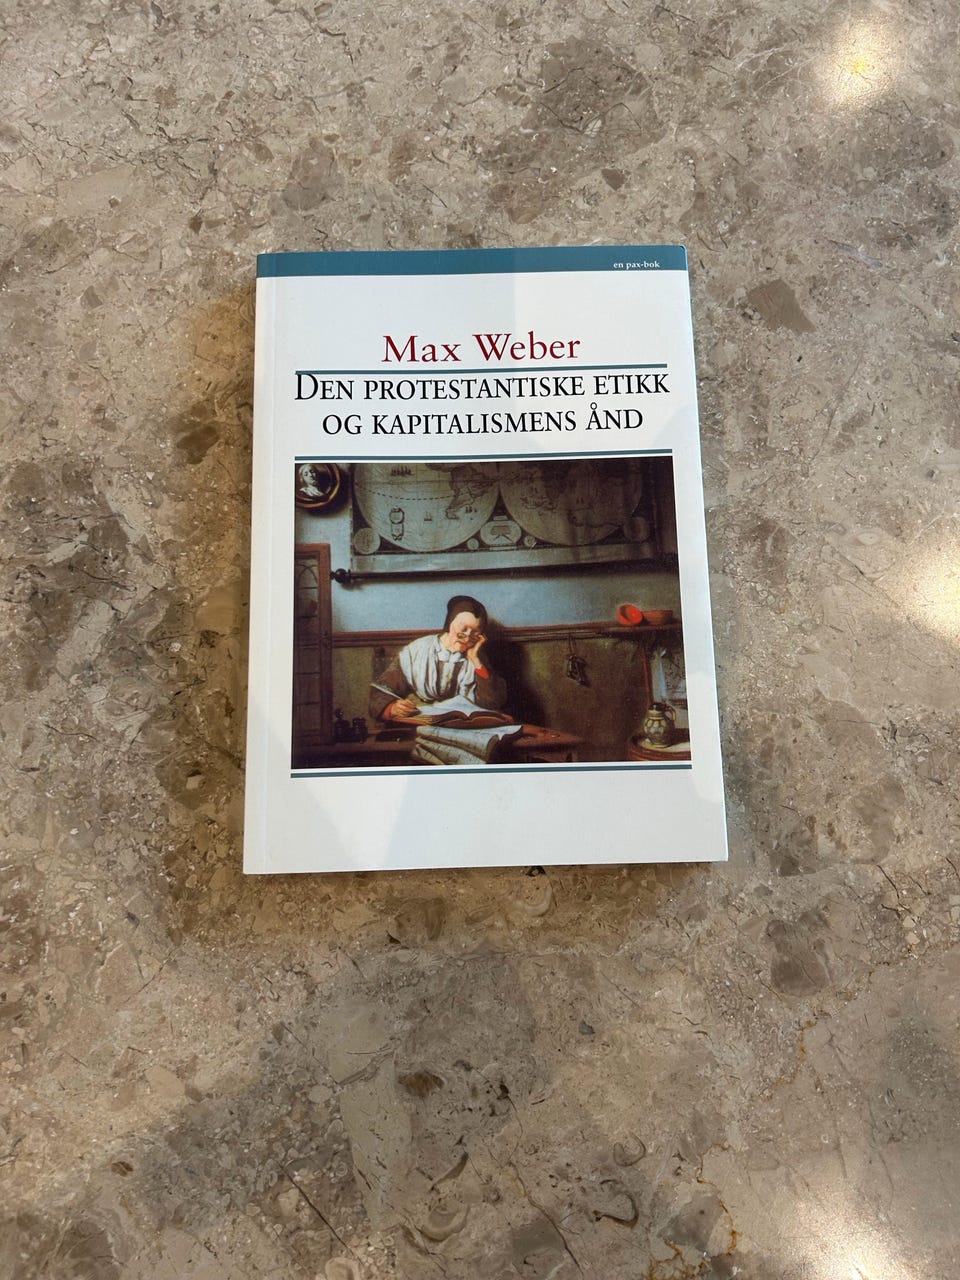 en pax-bok
Max Weber
DEN PROTESTANTISKE ETIKK
OG KAPITALISMENS ÅND